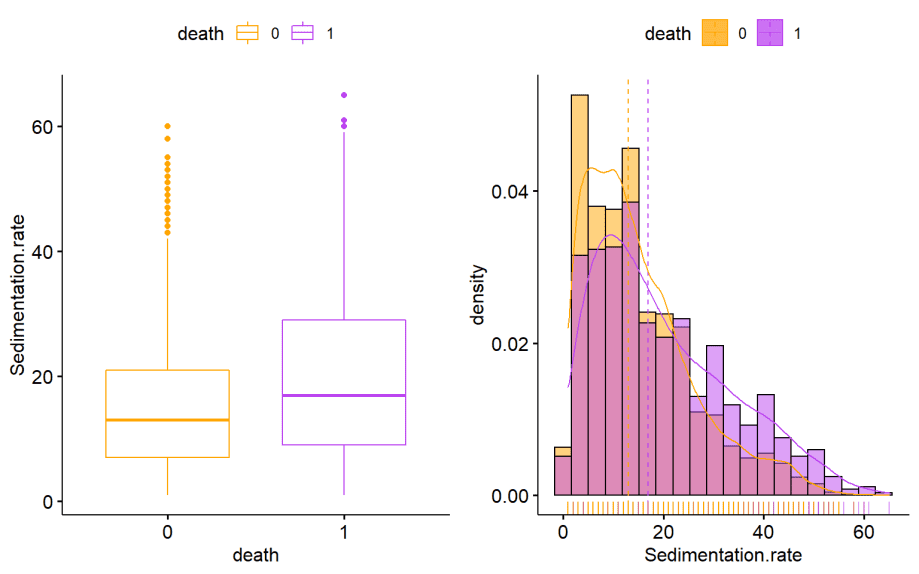 death 0 1
60
40
20
0
Sedimentation.rate
0 1
death
death 0 1
0.04
0.02
0.00
density
0 20 40 60
Sedimentation.rate